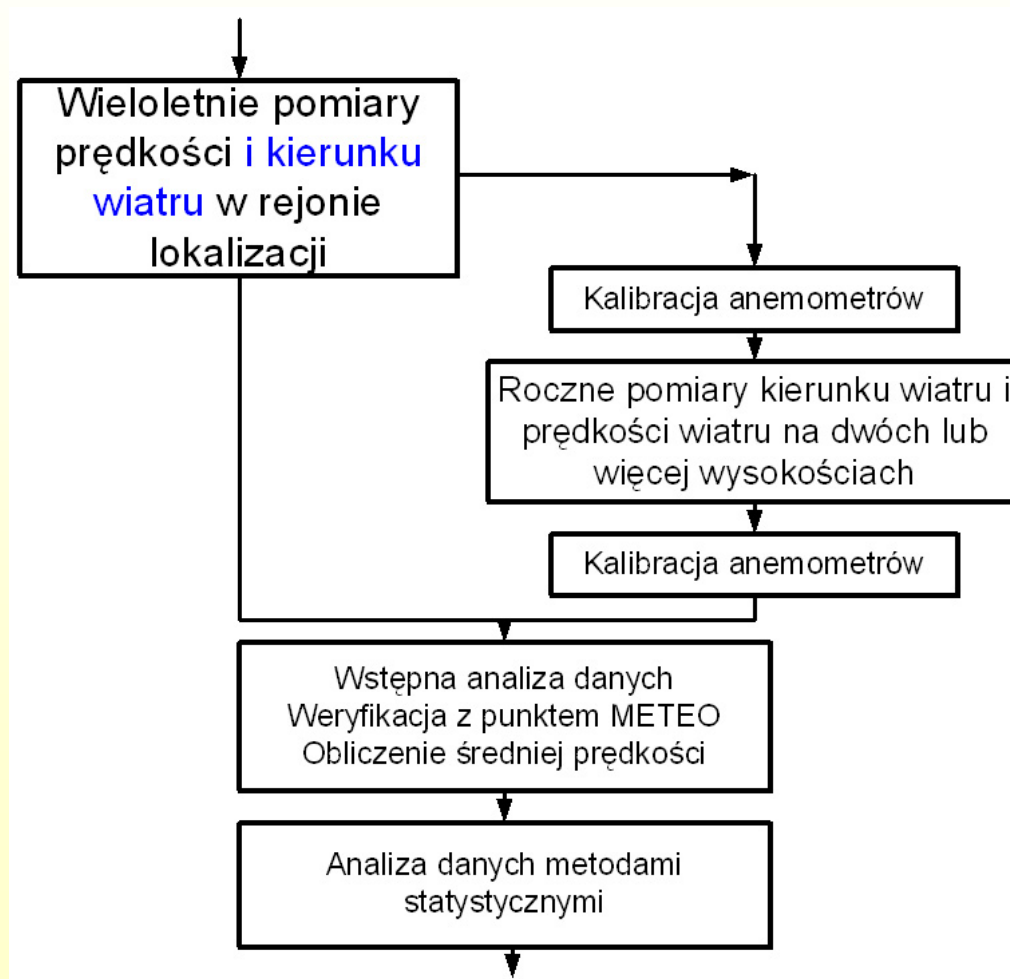 Wieloletnie pomiary
prędkości i kierunku
wiatru w rejonie
lokalizacji
Kalibracja anemometrów
Roczne pomiary kierunku wiatru i
prędkości wiatru na dwóch lub
więcej wysokościach
Kalibracja anemometrów
Wstępna analiza danych
Weryfikacja z punktem METEO
Obliczenie średniej prędkości
Analiza danych metodami
statystycznymi